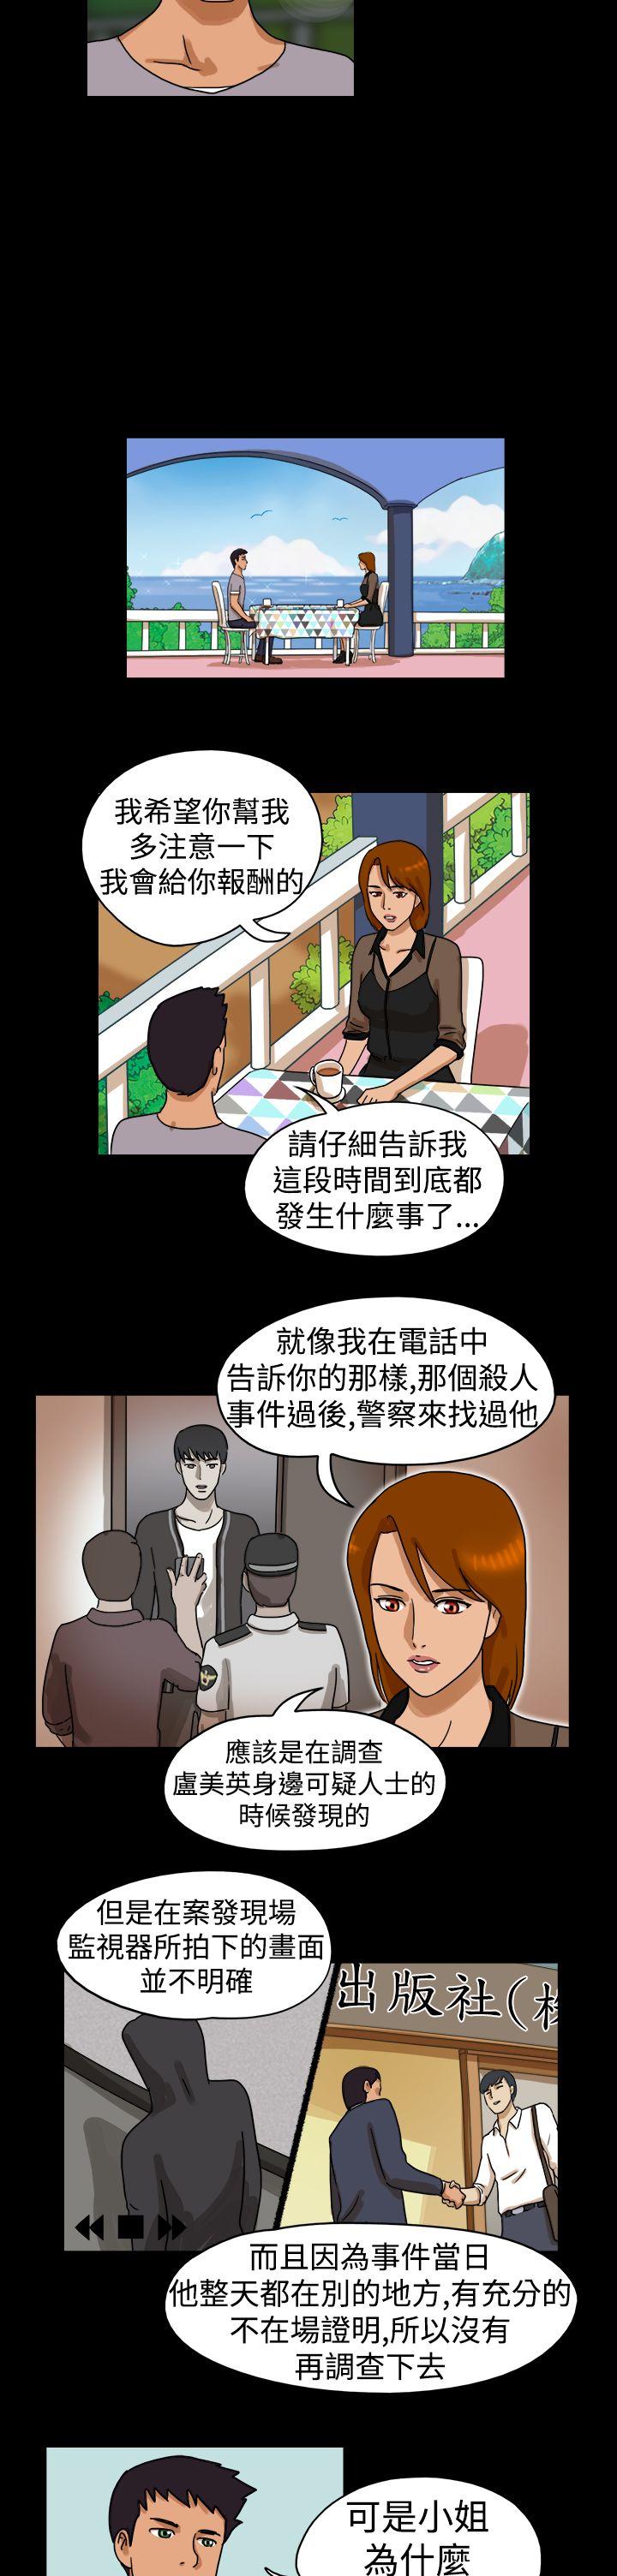 我希望你幫我
多注意一下
我會給你報酬的
請仔細告訴我
這段時間到底都
發生什麼事了...
就像我在電話中
告訴你的那樣,那個殺人
事件過後,警察來找過他
應該是在調查
盧美英身邊可疑人士的
時候發現的
但是在案發現場
監視器所拍下的畫面
並不明確
出版社(株
而且因為事件當日
他整天都在別的地方,有充分的
不在場證明,所以沒有
再調查下去
可是小姐
為什麼